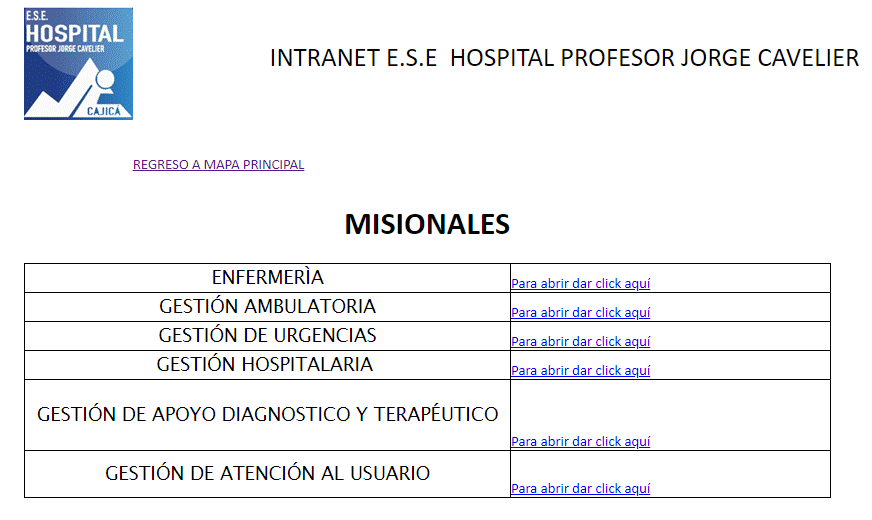 E.S.E.
HOSPITAL
PROFESOR JORGE CAVELIER
CAJICÁ
INTRANET E.S.E HOSPITAL PROFESOR JORGE CAVELIER
REGRESO A MAPA PRINCIPAL
MISIONALES
ENFERMERÌA
Para abrir dar click aquí
GESTIÓN AMBULATORIA
Para abrir dar click aquí
GESTIÓN DE URGENCIAS
Para abrir dar click aquí
GESTIÓN HOSPITALARIA
Para abrir dar click aquí
GESTIÓN DE APOYO DIAGNOSTICO Y TERAPÉUTICO
Para abrir dar click aquí
GESTIÓN DE ATENCIÓN AL USUARIO
Para abrir dar click aquí